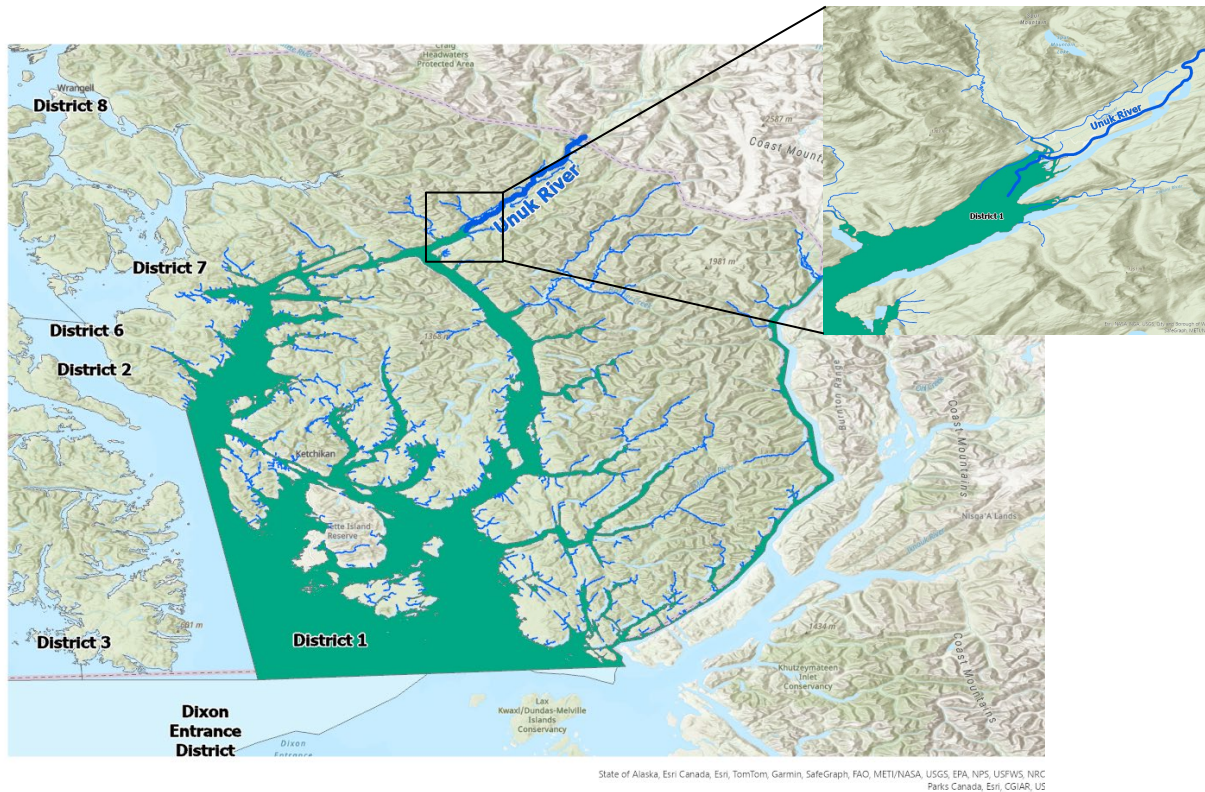 Craig
Headwaters
Protected Area
Wrangell
District 8
2587 m
Coast Mounta
Unuk River
District 7
1981 m
District 6
1368 m
District 2
Burnton Range
Coast Mountains
Ketchikan
ette Island
Reserve
Nisga'A Lands
District 3
District 1
1434 m
Khutzeymateen
Inlet
Conservancy
Coast Mountains
Lax
Kwaxl/Dundas-Melville
Islands
Conservancy
Dixon
Entrance
District
Dixon
Entrance
Unuk River
District 1
State of Alaska, Esri Canada, Esri, TomTom, Garmin, SafeGraph, FAO, METI/NASA, USGS, EPA, NPS, USFWS, NRC
Parks Canada, Esri, CGIAR, US